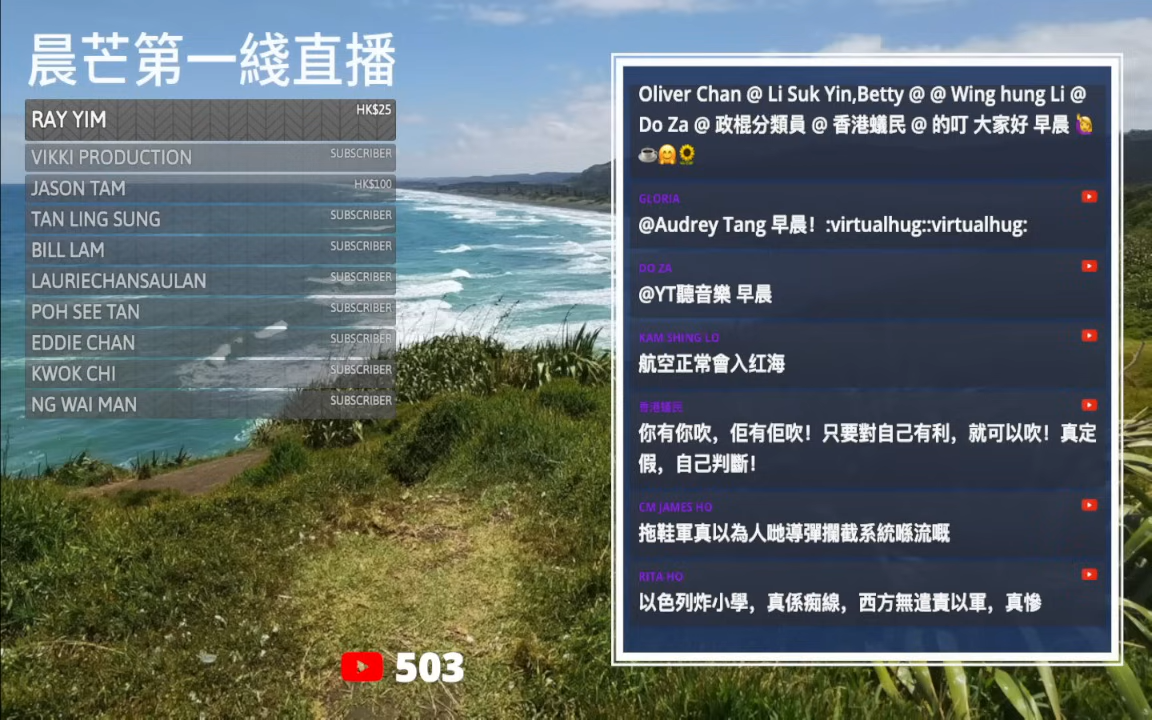 晨芒第一綫直播
RAY YIM HK$25
VIKKI PRODUCTION SUBSCRIBER
JASON TAM HK$100
TAN LING SUNG SUBSCRIBER
BILL LAM SUBSCRIBER
LAURIECHANSAULAN SUBSCRIBER
POH SEE TAN SUBSCRIBER
EDDIE CHAN SUBSCRIBER
KWOK CHI SUBSCRIBER
NG WAI MAN SUBSCRIBER
Oliver Chan @ Li Suk Yin,Betty @ @ Wing hung Li @
Do Za @ 政棍分類員 @ 香港蟻民 @ 的叮 大家好 早晨 🙋
☕🤗🌻
GLORIA
@Audrey Tang 早晨！:virtualhug::virtualhug:
DO ZA
@YT聽音樂 早晨
KAM SHING LO
航空正常會入红海
香港蟻民
你有你吹，佢有佢吹！只要對自己有利，就可以吹！真定
假，自己判斷！
CM JAMES HO
拖鞋軍真以為人哋導彈攔截系統喺流嘅
RITA HO
以色列炸小學，真係痴線，西方無遣責以軍，真慘
503